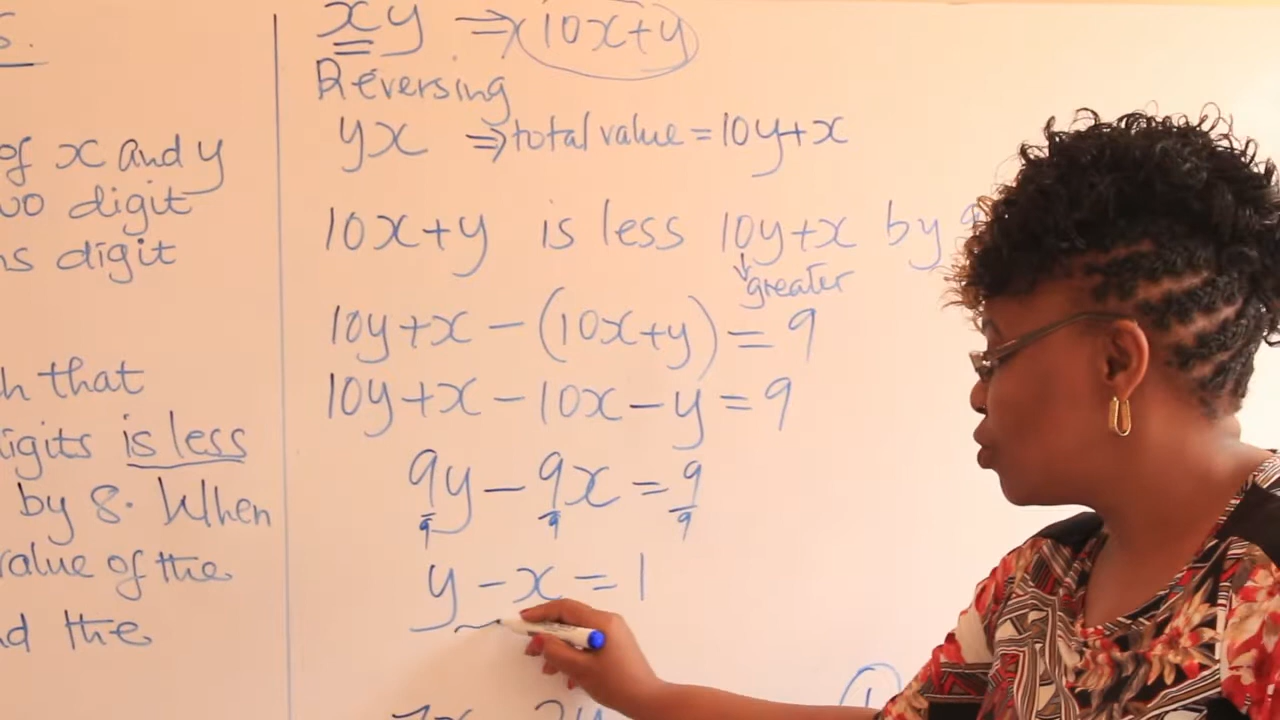 s.
of x and y
two digit
ns digit
h that
digits is less
by 8. When
value of the
nd the
xy ⇒ 10x+y
Reversing
yx ⇒ total value = 10y+x
10x+y is less 10y+x by 9
↓ greater
10y+x - (10x+y) = 9
10y+x - 10x - y = 9
9y/9 - 9x/9 = 9/9
y - x = 1